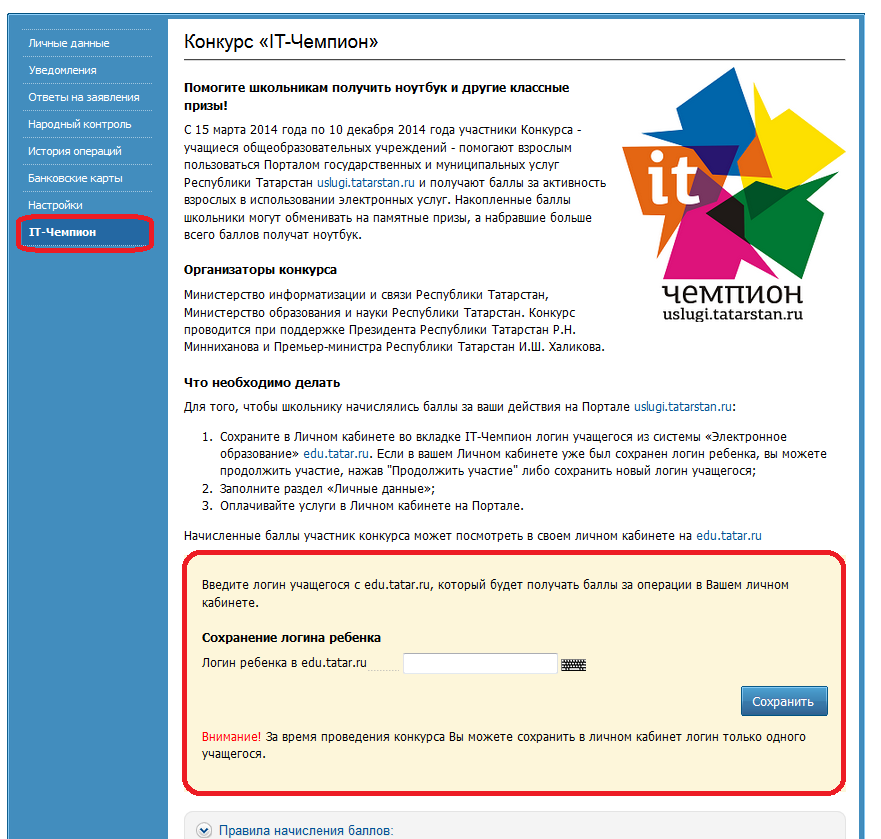 Личные данные
Уведомления
Ответы на заявления
Народный контроль
История операций
Банковские карты
Настройки
IT-Чемпион
Конкурс «IT-Чемпион»
Помогите школьникам получить ноутбук и другие классные
призы!
С 15 марта 2014 года по 10 декабря 2014 года участники Конкурса -
учащиеся общеобразовательных учреждений - помогают взрослым
пользоваться Порталом государственных и муниципальных услуг
Республики Татарстан uslugi.tatarstan.ru и получают баллы за активность
взрослых в использовании электронных услуг. Накопленные баллы
школьники могут обменивать на памятные призы, а набравшие больше
всего баллов получат ноутбук.
it
чемпион
uslugi.tatarstan.ru
Организаторы конкурса
Министерство информатизации и связи Республики Татарстан,
Министерство образования и науки Республики Татарстан. Конкурс
проводится при поддержке Президента Республики Татарстан Р.Н.
Минниханова и Премьер-министра Республики Татарстан И.Ш. Халикова.
Что необходимо делать
Для того, чтобы школьнику начислялись баллы за ваши действия на Портале uslugi.tatarstan.ru:
1. Сохраните в Личном кабинете во вкладке IT-Чемпион логин учащегося из системы «Электронное
образование» edu.tatar.ru. Если в вашем Личном кабинете уже был сохранен логин ребенка, вы можете
продолжить участие, нажав "Продолжить участие" либо сохранить новый логин учащегося;
2. Заполните раздел «Личные данные»;
3. Оплачивайте услуги в Личном кабинете на Портале.
Начисленные баллы участник конкурса может посмотреть в своем личном кабинете на edu.tatar.ru
Введите логин учащегося с edu.tatar.ru, который будет получать баллы за операции в Вашем личном
кабинете.
Сохранение логина ребенка
Логин ребенка в edu.tatar.ru
Сохранить
Внимание! За время проведения конкурса Вы можете сохранить в личном кабинет логин только одного
учащегося.
Правила начисления баллов: